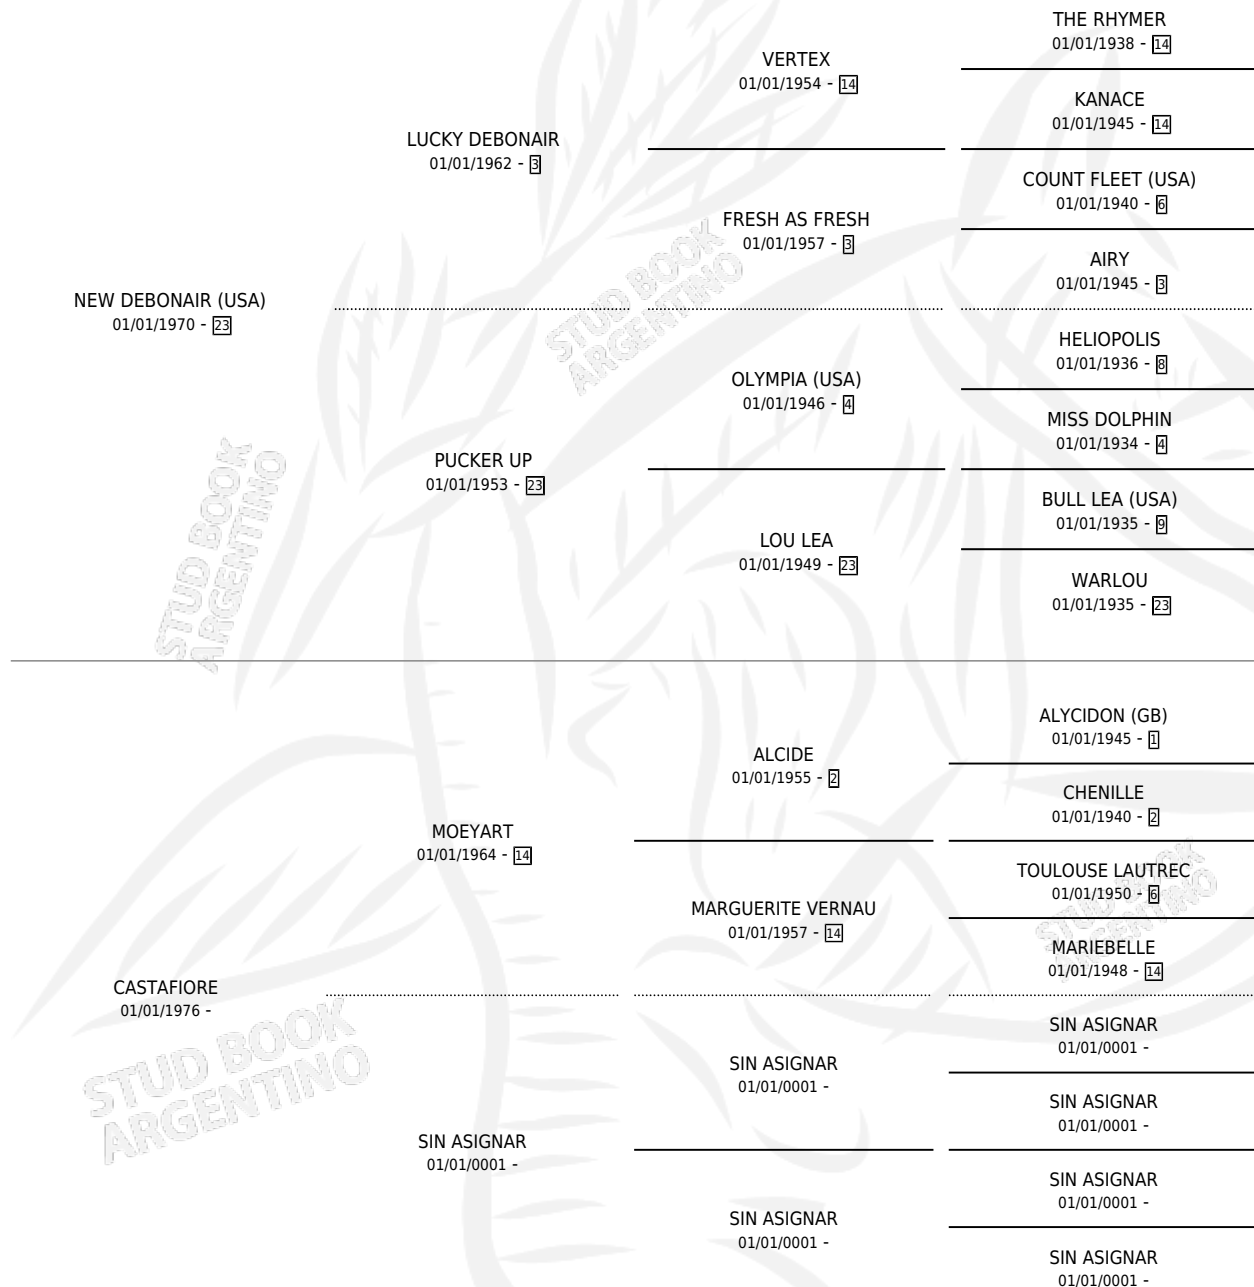 THE RHYMER
01/01/1938 - 14
VERTEX
01/01/1954 - 14
KANACE
01/01/1945 - 14
LUCKY DEBONAIR
01/01/1962 - 3
COUNT FLEET (USA)
01/01/1940 - 6
FRESH AS FRESH
01/01/1957 - 3
AIRY
01/01/1945 - 3
NEW DEBONAIR (USA)
01/01/1970 - 23
HELIOPOLIS
01/01/1936 - 8
OLYMPIA (USA)
01/01/1946 - 4
MISS DOLPHIN
01/01/1934 - 4
PUCKER UP
01/01/1953 - 23
BULL LEA (USA)
01/01/1935 - 9
LOU LEA
01/01/1949 - 23
WARLOU
01/01/1935 - 23
ALYCIDON (GB)
01/01/1945 - 1
ALCIDE
01/01/1955 - 2
CHENILLE
01/01/1940 - 2
MOEYART
01/01/1964 - 14
TOULOUSE LAUTREC
01/01/1950 - 6
MARGUERITE VERNAU
01/01/1957 - 14
MARIEBELLE
01/01/1948 - 14
CASTAFIORE
01/01/1976 -
SIN ASIGNAR
01/01/0001 -
SIN ASIGNAR
01/01/0001 -
SIN ASIGNAR
01/01/0001 -
SIN ASIGNAR
01/01/0001 -
SIN ASIGNAR
01/01/0001 -
SIN ASIGNAR
01/01/0001 -
SIN ASIGNAR
01/01/0001 -
STUD BOOK
ARGENTINO
STUD BOOK
ARGENTINO
STUD BOOK
ARGENTINO
STUD BOOK
ARGENTINO